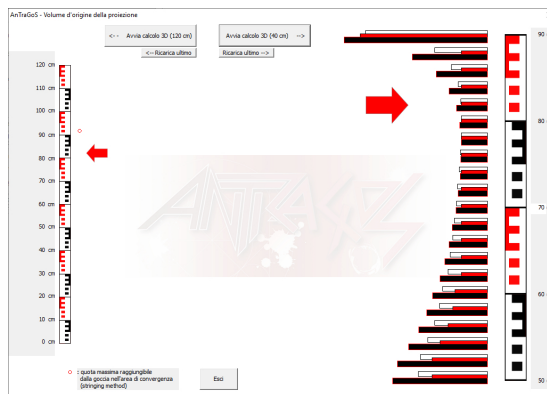 AnTraGoS - Volume d'origine della proiezione
<-- Avvia calcolo 3D (120 cm)
Avvia calcolo 3D (40 cm) -->
<-- Ricarica ultimo
Ricarica ultimo -->
120 cm
110 cm
100 cm
90 cm
80 cm
70 cm
60 cm
50 cm
40 cm
30 cm
20 cm
10 cm
0 cm
90
80
70
60
50
ANTRAGOS
: quota massima raggiungibile
dalla goccia nell'area di convergenza
(stringing method)
Esci